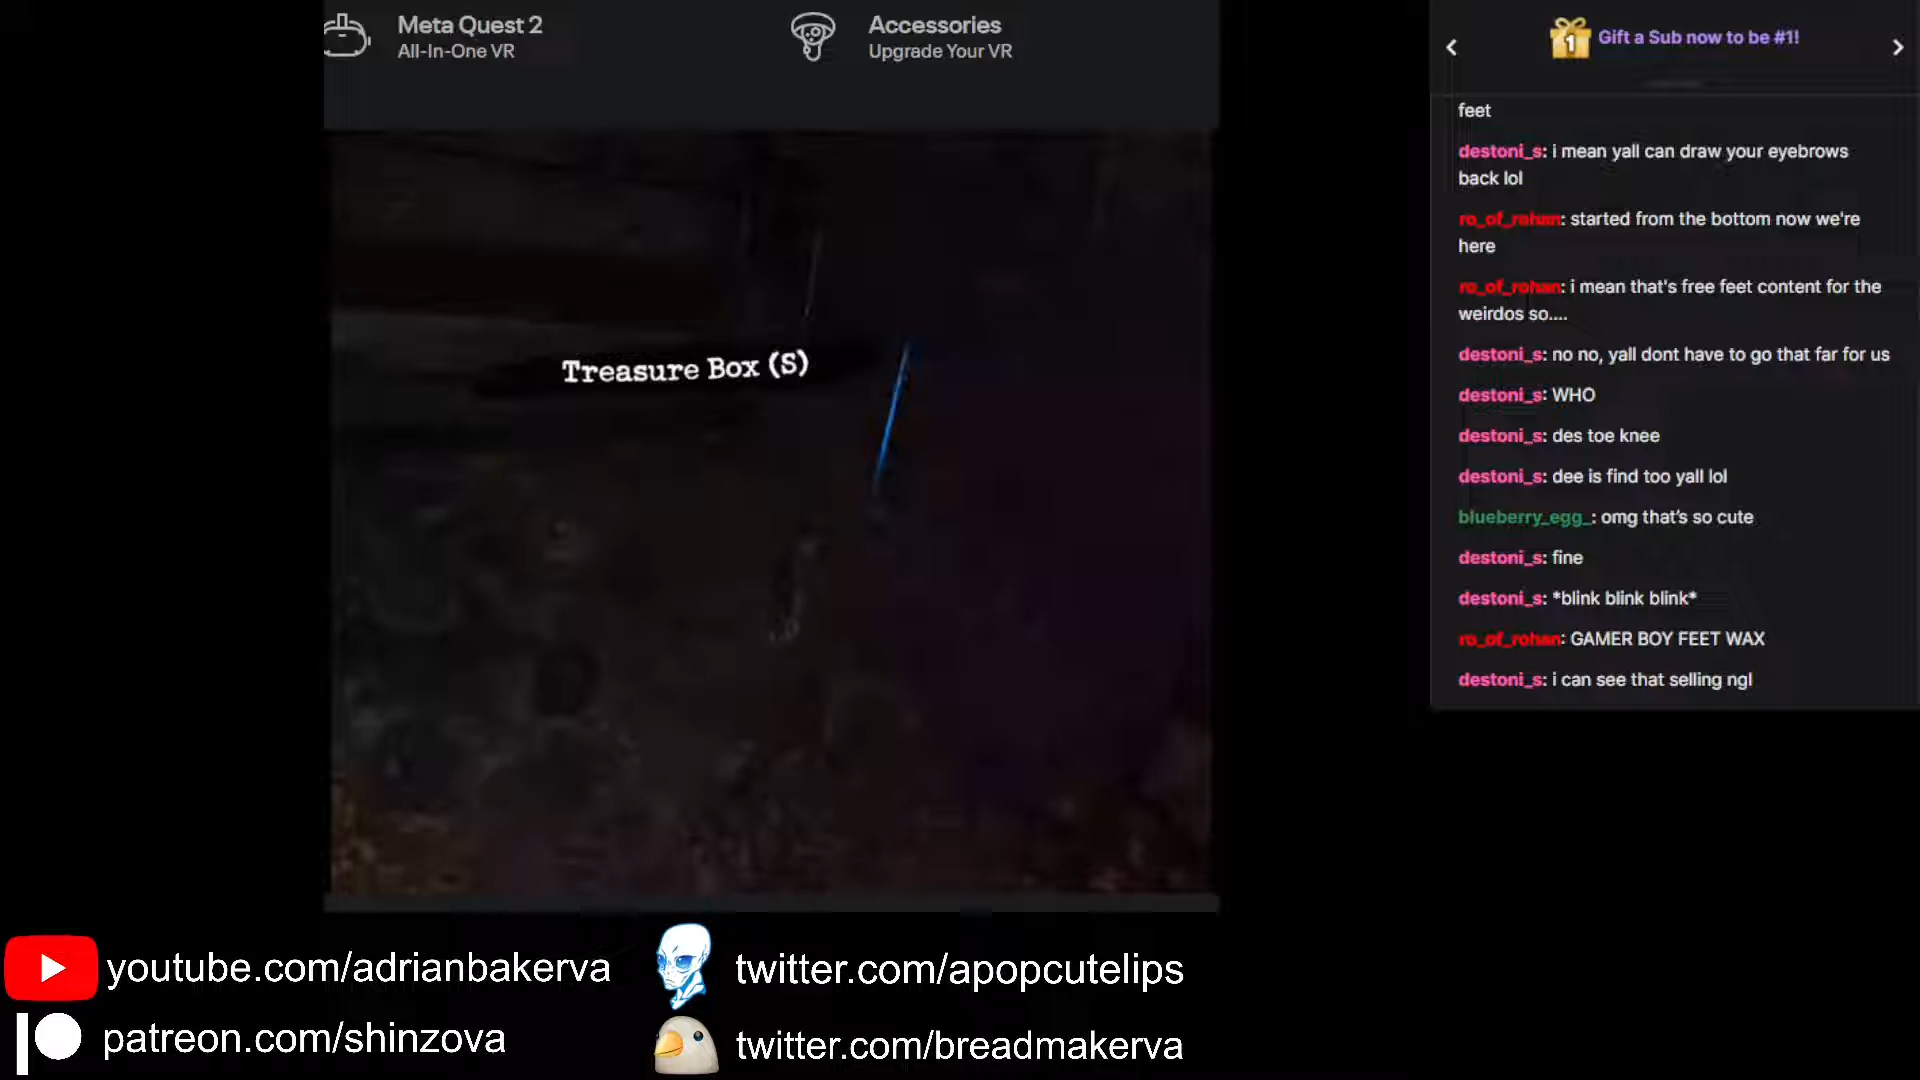 Meta Quest 2
All-In-One VR
Accessories
Upgrade Your VR
Treasure Box (S)
1
Gift a Sub now to be #1!
feet
destoni_s: i mean yall can draw your eyebrows
back lol
ro_of_rohan: started from the bottom now we're
here
ro_of_rohan: i mean that's free feet content for the
weirdos so....
destoni_s: no no, yall dont have to go that far for us
destoni_s: WHO
destoni_s: des toe knee
destoni_s: dee is find too yall lol
blueberry_egg_: omg that's so cute
destoni_s: fine
destoni_s: *blink blink blink*
ro_of_rohan: GAMER BOY FEET WAX
destoni_s: i can see that selling ngl
youtube.com/adrianbakerva
twitter.com/apopcutelips
patreon.com/shinzova
twitter.com/breadmakerva